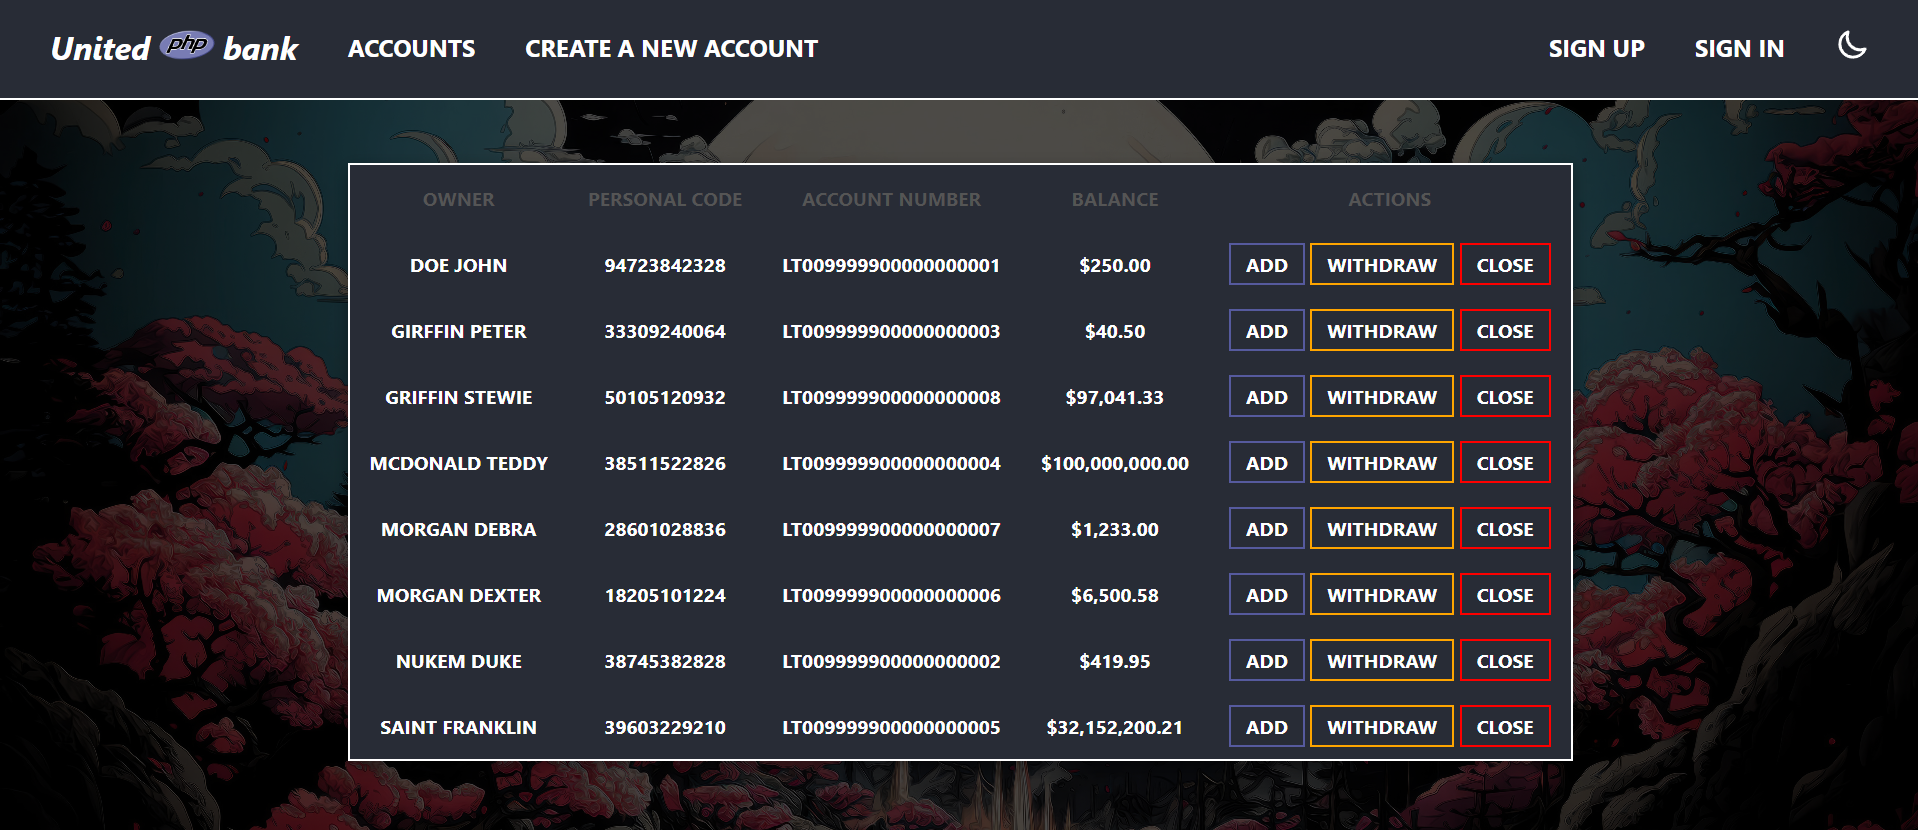 United php bank ACCOUNTS CREATE A NEW ACCOUNT SIGN UP SIGN IN
OWNER PERSONAL CODE ACCOUNT NUMBER BALANCE ACTIONS
DOE JOHN 94723842328 LT009999900000000001 $250.00 ADD WITHDRAW CLOSE
GIRFFIN PETER 33309240064 LT009999900000000003 $40.50 ADD WITHDRAW CLOSE
GRIFFIN STEWIE 50105120932 LT009999900000000008 $97,041.33 ADD WITHDRAW CLOSE
MCDONALD TEDDY 38511522826 LT009999900000000004 $100,000,000.00 ADD WITHDRAW CLOSE
MORGAN DEBRA 28601028836 LT009999900000000007 $1,233.00 ADD WITHDRAW CLOSE
MORGAN DEXTER 18205101224 LT009999900000000006 $6,500.58 ADD WITHDRAW CLOSE
NUKEM DUKE 38745382828 LT009999900000000002 $419.95 ADD WITHDRAW CLOSE
SAINT FRANKLIN 39603229210 LT009999900000000005 $32,152,200.21 ADD WITHDRAW CLOSE